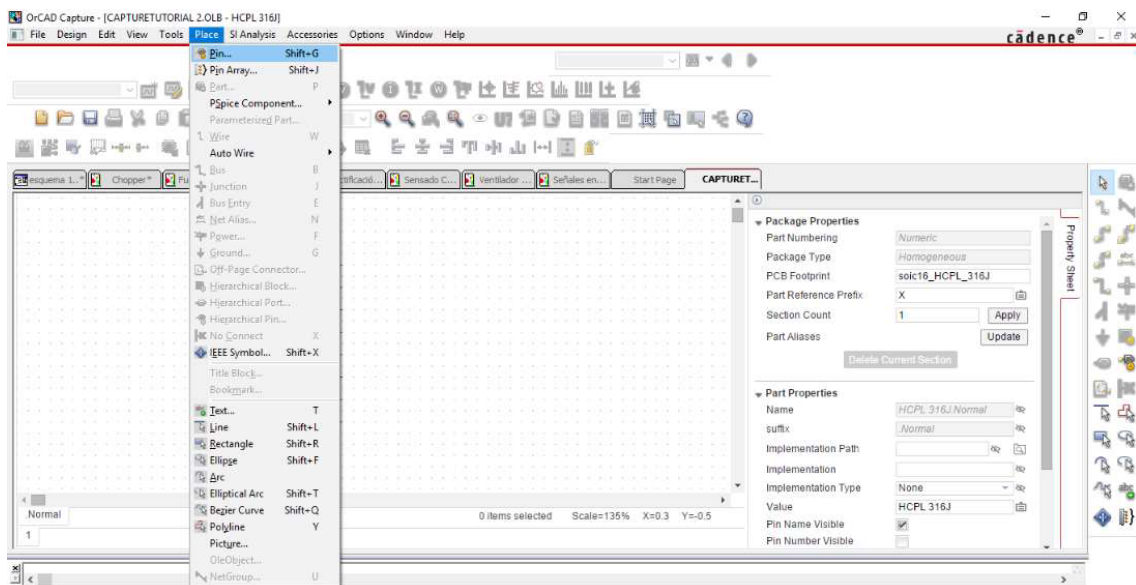 OrCAD Capture - [CAPTURETUTORIAL 2.OLB - HCPL 316J]
File Design Edit View Tools Place SI Analysis Accessories Options Window Help
cādence®
Pin... Shift+G
Pin Array... Shift+J
Part... P
PSpice Component...
Parameterized Part...
Wire W
Auto Wire
Bus B
Junction J
Bus Entry E
Net Alias... N
Power... F
Ground... G
Off-Page Connector...
Hierarchical Block...
Hierarchical Port...
Hierarchical Pin...
No Connect X
IEEE Symbol... Shift+X
Title Block...
Bookmark...
Text... T
Line Shift+L
Rectangle Shift+R
Ellipse Shift+F
Arc
Elliptical Arc Shift+T
Bezier Curve Shift+Q
Polyline Y
Picture...
OleObject...
NetGroup... U
esquema 1..* Chopper* Fu tificació... Sensado C... Ventilador ... Señales en... Start Page CAPTURET...
Package Properties
Part Numbering Numeric
Package Type Homogeneous
PCB Footprint soic16_HCPL_316J
Part Reference Prefix X
Section Count 1 Apply
Part Aliases Update
Delete Current Section
Part Properties
Name HCPL 316J.Normal
suffix .Normal
Implementation Path
Implementation
Implementation Type None
Value HCPL 316J
Pin Name Visible
Pin Number Visible
Property Sheet
Normal
0 items selected Scale=135% X=0.3 Y=-0.5
1